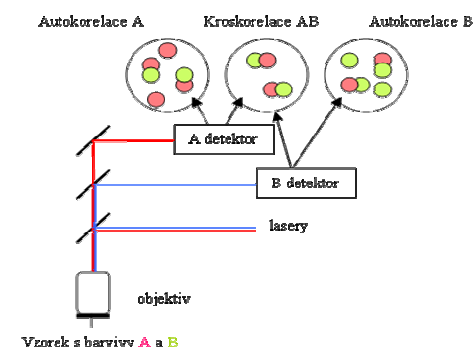 Autokorelace A Kroskorelace AB Autokorelace B
A detektor
B detektor
lasery
objektiv
Vzorek s barvivy A a B